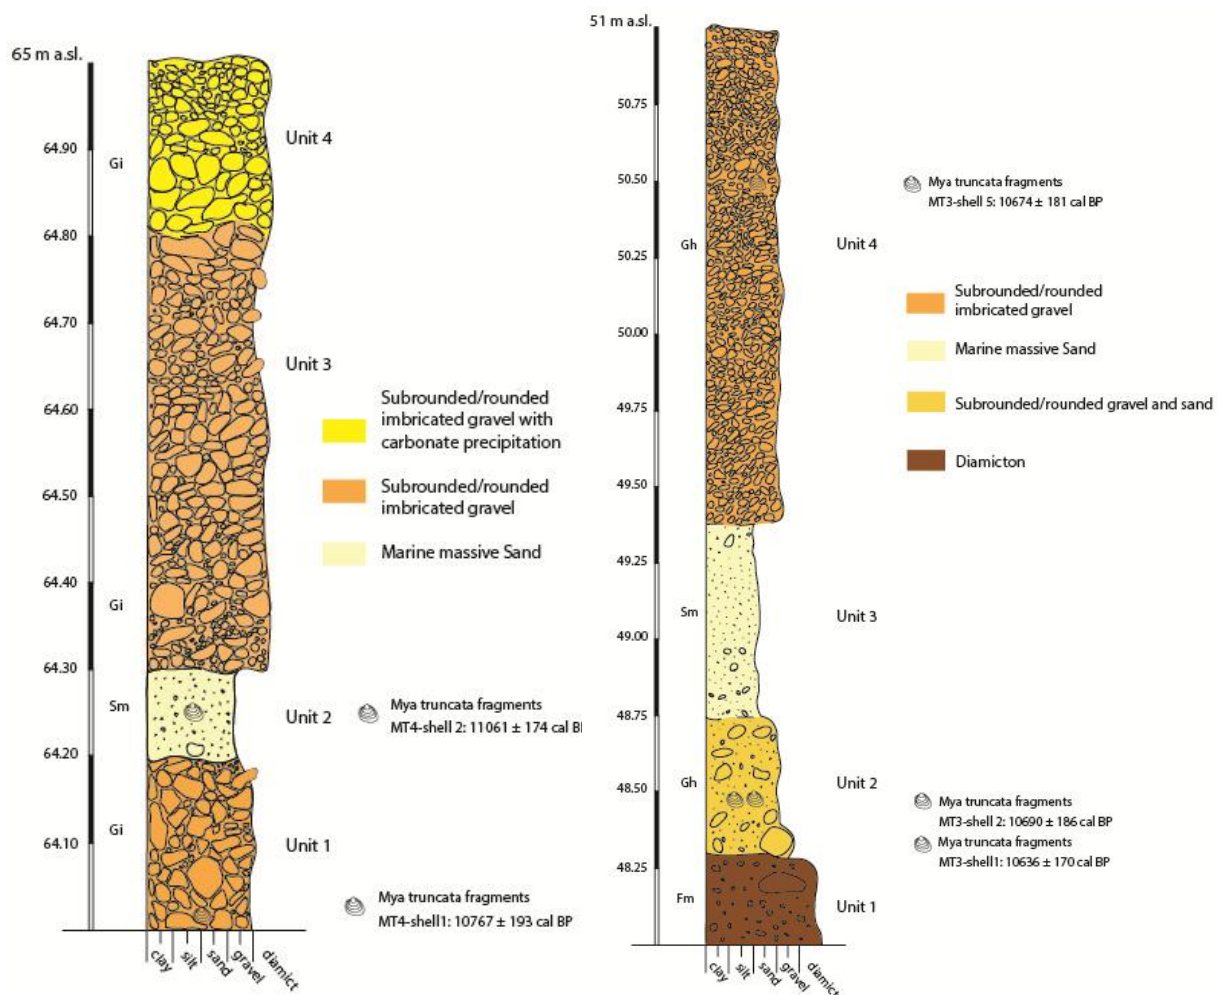 65 m a.sl.
64.90
64.80
64.70
64.60
64.50
64.40
64.30
64.20
64.10
Gi
Gi
Sm
Gi
Unit 4
Unit 3
Unit 2
Unit 1
Subrounded/rounded
imbricated gravel with
carbonate precipitation
Subrounded/rounded
imbricated gravel
Marine massive Sand
Mya truncata fragments
MT4-shell 2: 11061 ± 174 cal BP
Mya truncata fragments
MT4-shell1: 10767 ± 193 cal BP
clay
silt
sand
gravel
diamict
51 m a.sl.
50.75
50.50
50.25
50.00
49.75
49.50
49.25
49.00
48.75
48.50
48.25
Gh
Sm
Gh
Fm
Unit 4
Unit 3
Unit 2
Unit 1
Mya truncata fragments
MT3-shell 5: 10674 ± 181 cal BP
Subrounded/rounded
imbricated gravel
Marine massive Sand
Subrounded/rounded gravel and sand
Diamicton
Mya truncata fragments
MT3-shell 2: 10690 ± 186 cal BP
Mya truncata fragments
MT3-shell1: 10636 ± 170 cal BP
clay
silt
sand
gravel
diamict